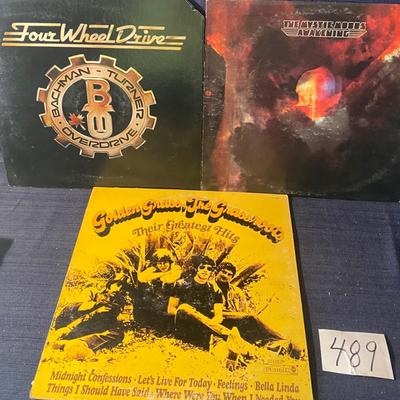 Four Wheel Drive
BACHMAN - TURNER
B
OVERDRIVE
THE MYSTIC MOODS
AWAKENING
Golden Grass, The Grass Roots
Their Greatest Hits
Midnight Confessions · Let's Live For Today · Feelings · Bella Linda
Things I Should Have Said · Where Were You When I Needed You
489